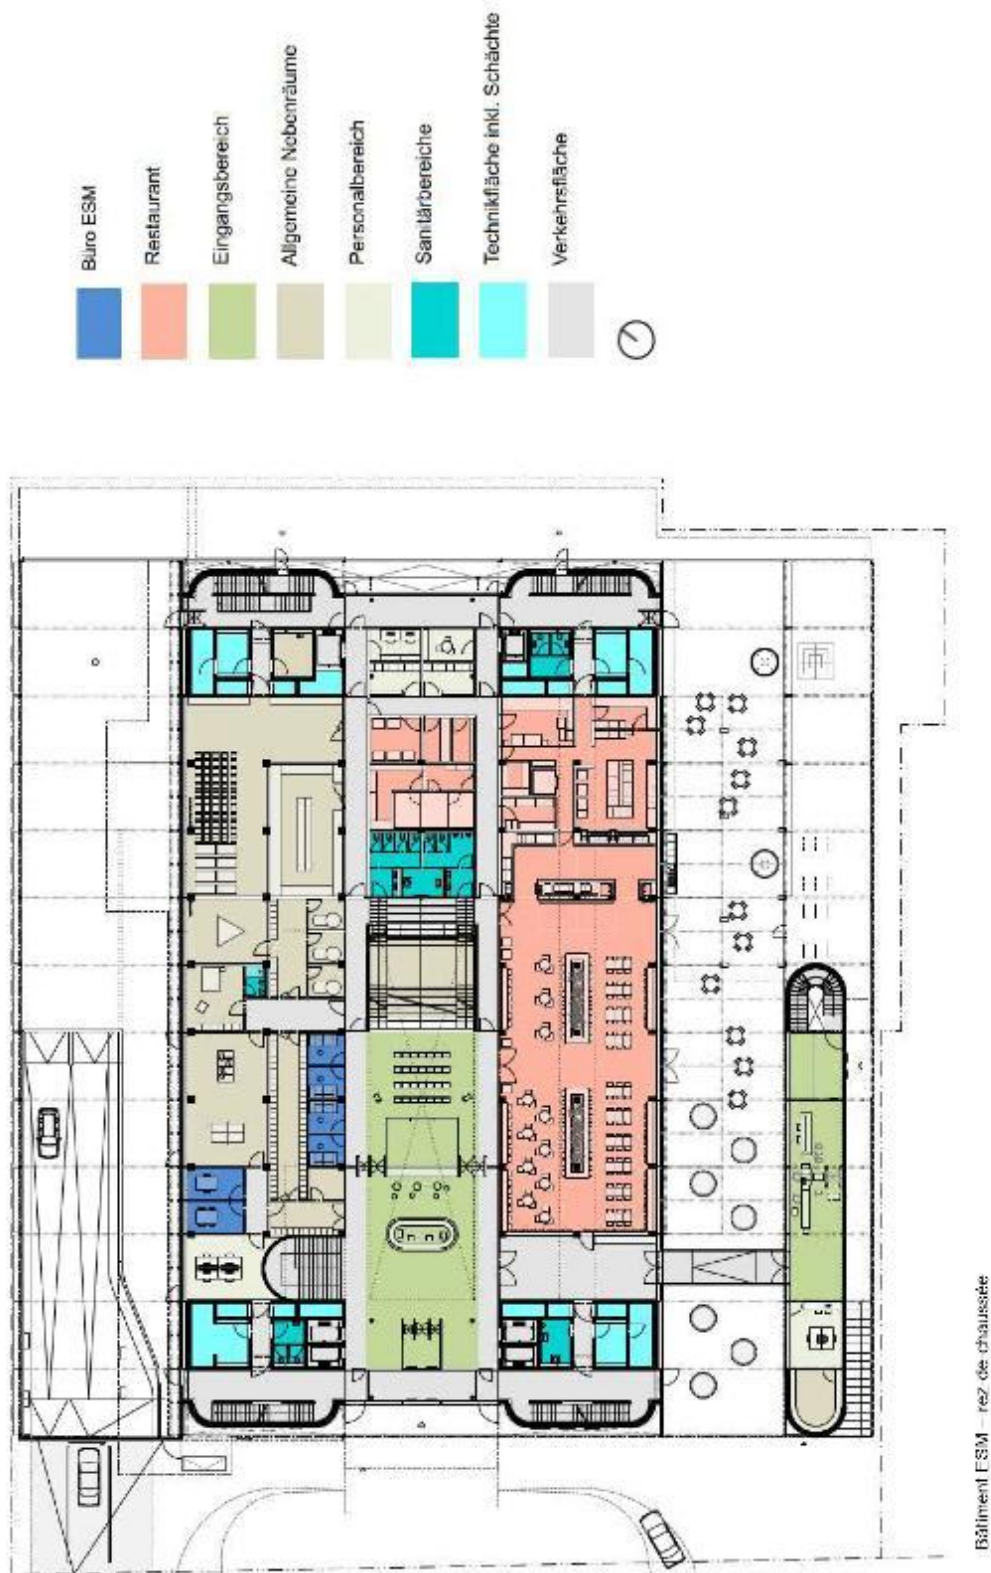 Büro ESM
Restaurant
Eingangsbereich
Allgemeine Nebenräume
Personalbereich
Sanitärbereiche
Technikfläche inkl. Schächte
Verkehrsfläche
Bâtiment ESM – rez de chaussée